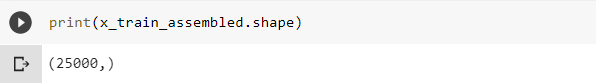 print(x_train_assembled.shape)
(25000,)